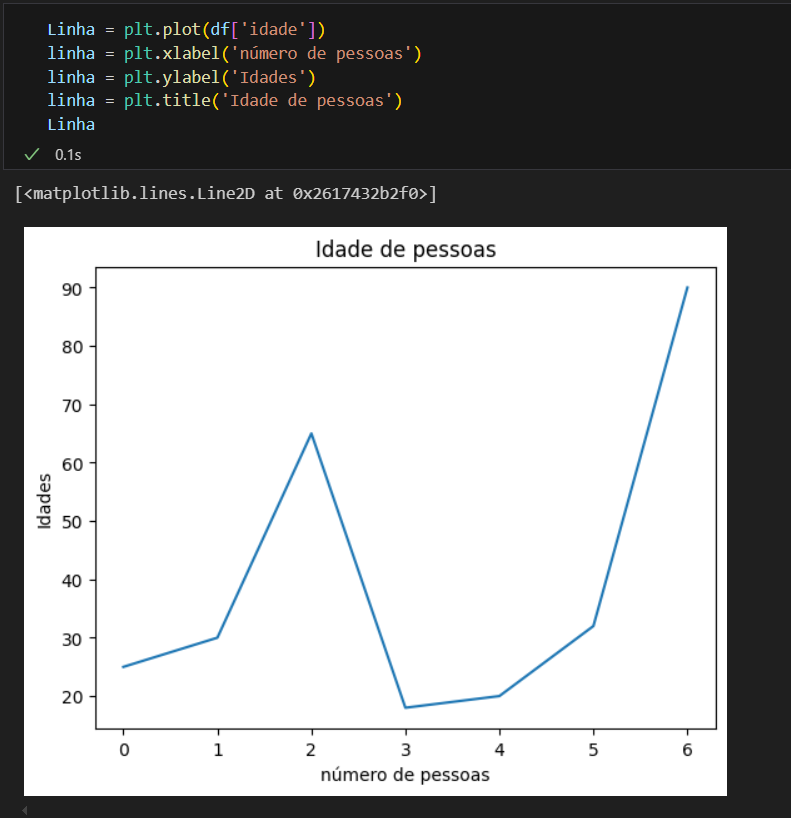 Linha = plt.plot(df['idade'])
linha = plt.xlabel('número de pessoas')
linha = plt.ylabel('Idades')
linha = plt.title('Idade de pessoas')
Linha
0.1s
[<matplotlib.lines.Line2D at 0x2617432b2f0>]
Idade de pessoas
90
80
70
60
50
40
30
20
Idades
0 1 2 3 4 5 6
número de pessoas